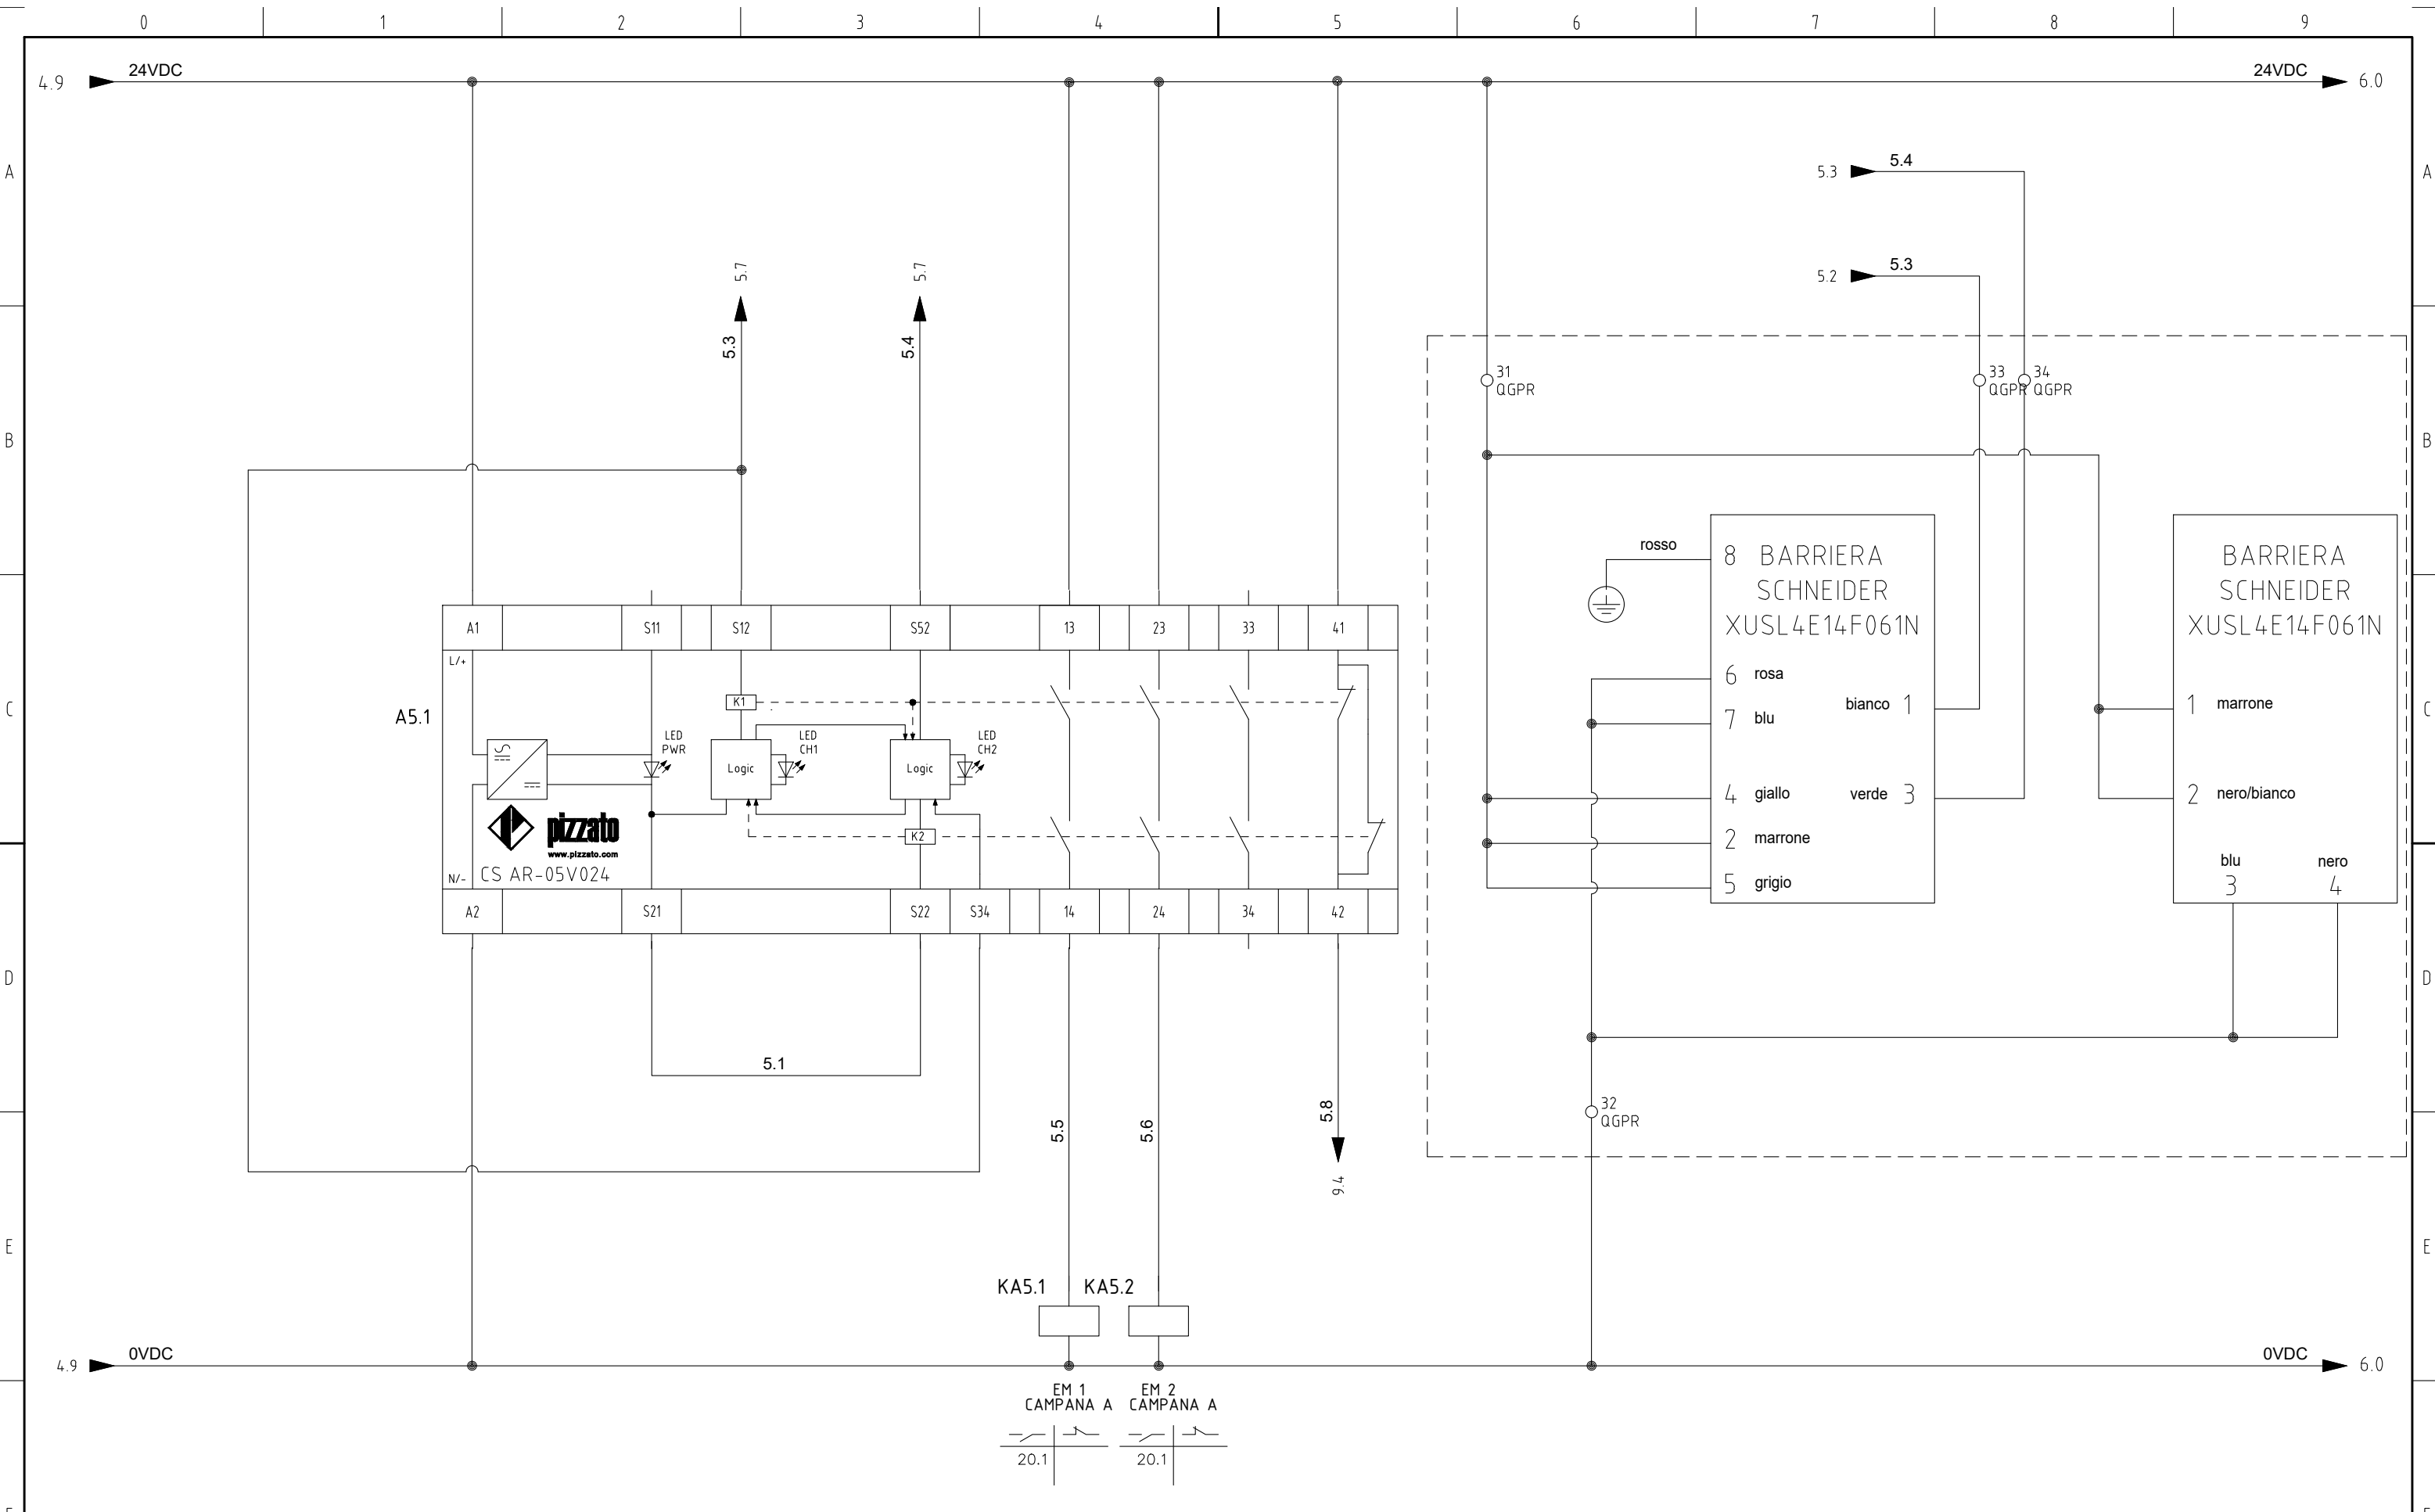 0 1 2 3 4 5 6 7 8 9
4.9 24VDC 24VDC 6.0
A A
5.3 5.4
5.2 5.3
5.7 5.7
5.3 5.4
31
QGPR
33
QGPR
34
QGPR
B B
rosso
8 BARRIERA
SCHNEIDER
XUSL4E14F061N
BARRIERA
SCHNEIDER
XUSL4E14F061N
A1 S11 S12 S52 13 23 33 41
L/+
6 rosa
7 blu
bianco 1
1 marrone
K1
A5.1
C C
LED
PWR
LED
CH1
LED
CH2
Logic Logic
4 giallo
verde 3
2 nero/bianco
pizzato
www.pizzato.com
K2
2 marrone
N/- CS AR-05V024
5 grigio
blu
3
nero
4
A2 S21 S22 S34 14 24 34 42
D D
5.1
5.5 5.6 5.8
32
QGPR
9.4
E E
KA5.1 KA5.2
4.9 0VDC 0VDC 6.0
EM 1
CAMPANA A
EM 2
CAMPANA A
20.1 20.1